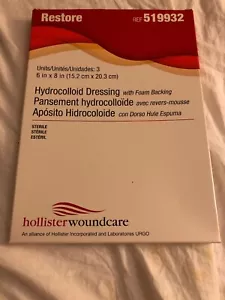 Restore
REF 519932
Units/Unités/Unidades: 3
6 in x 8 in (15.2 cm x 20.3 cm)
Hydrocolloid Dressing with Foam Backing
Pansement hydrocolloïde avec revers-mousse
Apósito Hidrocoloide con Dorso Hule Espuma
STERILE
STÉRILE
ESTÉRIL
hollisterwoundcare
An alliance of Hollister Incorporated and Laboratoires URGO